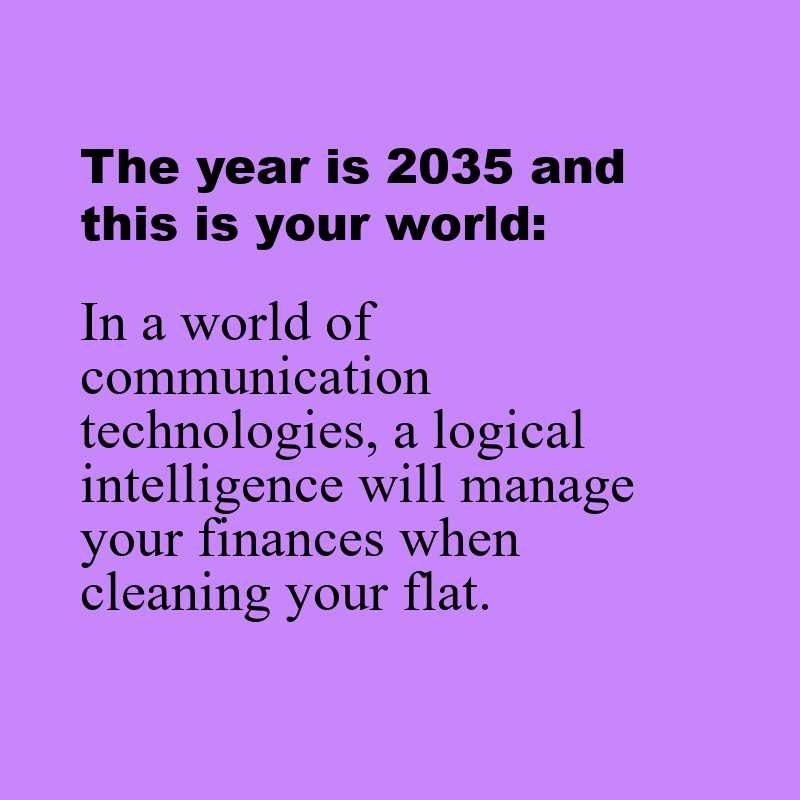 The year is 2035 and
this is your world:
In a world of
communication
technologies, a logical
intelligence will manage
your finances when
cleaning your flat.